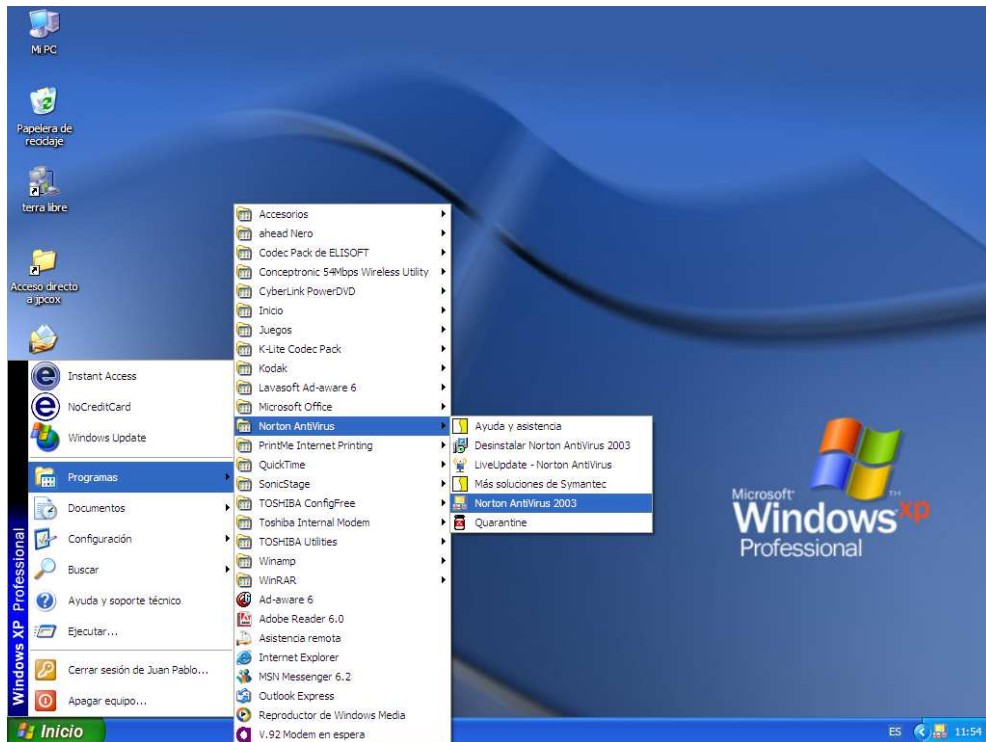 Mi PC
Papelera de
reciclaje
terra libre
Acceso directo
a jpcox
Instant Access
NoCreditCard
Windows Update
Programas
Documentos
Configuración
Buscar
Ayuda y soporte técnico
Ejecutar...
Cerrar sesión de Juan Pablo...
Apagar equipo...
Windows XP Professional
Accesorios
ahead Nero
Codec Pack de ELISOFT
Conceptronic 54Mbps Wireless Utility
CyberLink PowerDVD
Inicio
Juegos
K-Lite Codec Pack
Kodak
Lavasoft Ad-aware 6
Microsoft Office
Norton AntiVirus
PrintMe Internet Printing
QuickTime
SonicStage
TOSHIBA ConfigFree
Toshiba Internal Modem
TOSHIBA Utilities
Winamp
WinRAR
Ad-aware 6
Adobe Reader 6.0
Asistencia remota
Internet Explorer
MSN Messenger 6.2
Outlook Express
Reproductor de Windows Media
V.92 Modem en espera
Ayuda y asistencia
Desinstalar Norton AntiVirus 2003
LiveUpdate - Norton AntiVirus
Más soluciones de Symantec
Norton AntiVirus 2003
Quarantine
Microsoft
Windows xp
Professional
Inicio
ES
11:54